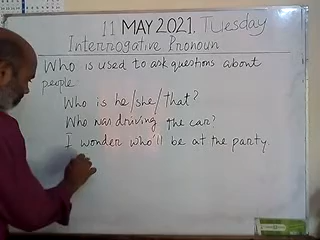 11 MAY 2021. Tuesday
Interrogative Pronoun
Who is used to ask questions about
people.
Who is he/she/that?
Who was driving the car?
I wonder who'll be at the party.